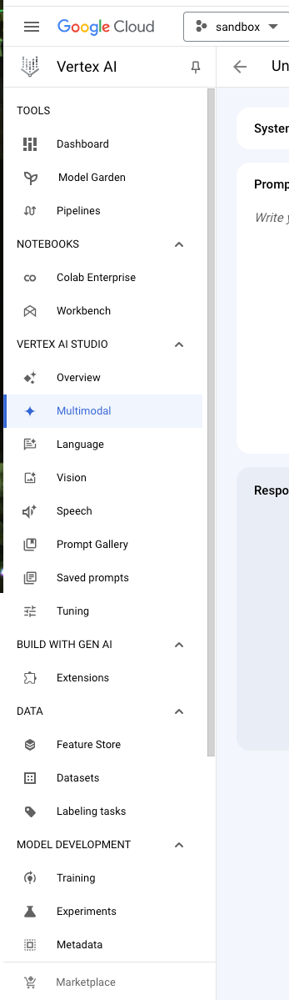 Google Cloud
sandbox
Vertex AI
Un
TOOLS
Dashboard
Model Garden
Pipelines
NOTEBOOKS
Colab Enterprise
Workbench
VERTEX AI STUDIO
Overview
Multimodal
Language
Vision
Speech
Prompt Gallery
Saved prompts
Tuning
BUILD WITH GEN AI
Extensions
DATA
Feature Store
Datasets
Labeling tasks
MODEL DEVELOPMENT
Training
Experiments
Metadata
Marketplace
System
Promp
Write y
Respo